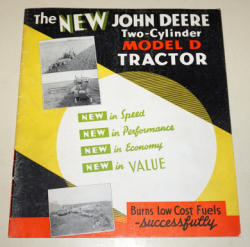 The NEW JOHN DEERE
Two-Cylinder
MODEL D
TRACTOR
NEW in Speed
NEW in Performance
NEW in Economy
NEW in VALUE
Burns Low Cost Fuels
-successfully